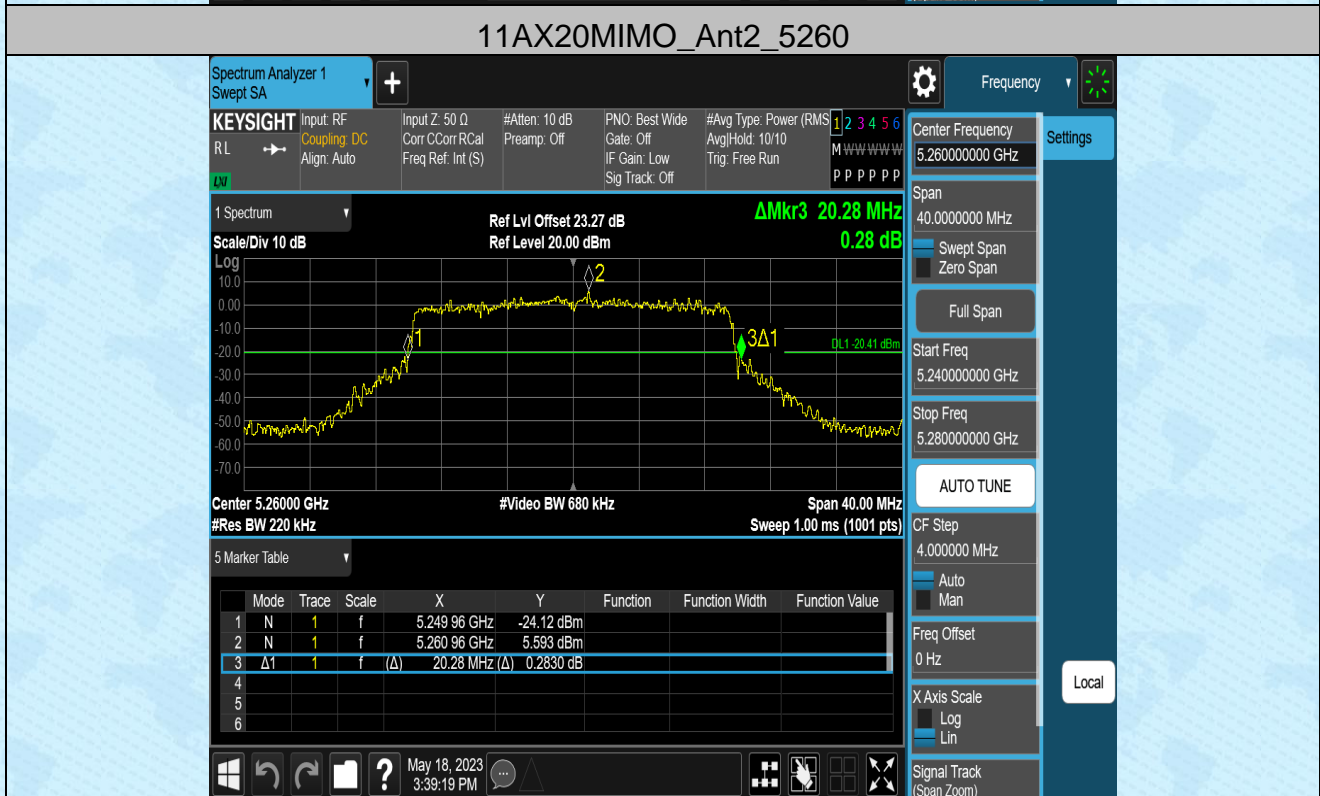 11AX20MIMO_Ant2_5260
Spectrum Analyzer 1
Swept SA
+
Frequency
KEYSIGHT
RL
LXI
Input: RF
Coupling: DC
Align: Auto
Input Z: 50 Ω
Corr CCorr RCal
Freq Ref: Int (S)
#Atten: 10 dB
Preamp: Off
PNO: Best Wide
Gate: Off
IF Gain: Low
Sig Track: Off
#Avg Type: Power (RMS
Avg|Hold: 10/10
Trig: Free Run
1 2 3 4 5 6
M W W W W W
P P P P P P
1 Spectrum
Scale/Div 10 dB
Ref Lvl Offset 23.27 dB
Ref Level 20.00 dBm
ΔMkr3 20.28 MHz
0.28 dB
Log
10.0
0.00
-10.0
-20.0
-30.0
-40.0
-50.0
-60.0
-70.0
1
2
3Δ1
DL1 -20.41 dBm
Center 5.26000 GHz
#Video BW 680 kHz
Span 40.00 MHz
#Res BW 220 kHz
Sweep 1.00 ms (1001 pts)
5 Marker Table
Mode Trace Scale X Y Function Function Width Function Value
1 N 1 f 5.249 96 GHz -24.12 dBm
2 N 1 f 5.260 96 GHz 5.593 dBm
3 Δ1 1 f (Δ) 20.28 MHz (Δ) 0.2830 dB
4
5
6
?
May 18, 2023
3:39:19 PM
Center Frequency
5.260000000 GHz
Settings
Span
40.0000000 MHz
Swept Span
Zero Span
Full Span
Start Freq
5.240000000 GHz
Stop Freq
5.280000000 GHz
AUTO TUNE
CF Step
4.000000 MHz
Auto
Man
Freq Offset
0 Hz
X Axis Scale
Log
Lin
Local
Signal Track
(Span Zoom)